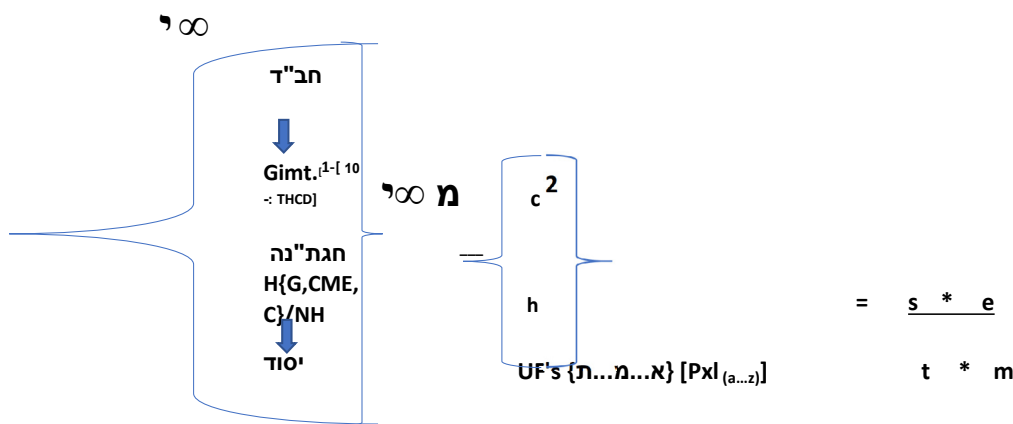 ∞ י
חב"ד
Gimt.[1-[ 10
-: THCD]
∞י מ
c 2
חגת"נה
H{G,CME,
C}/NH
—
h
= s * e
יסוד
UF's {א...מ...ת} [Pxl (a...z)]
t * m